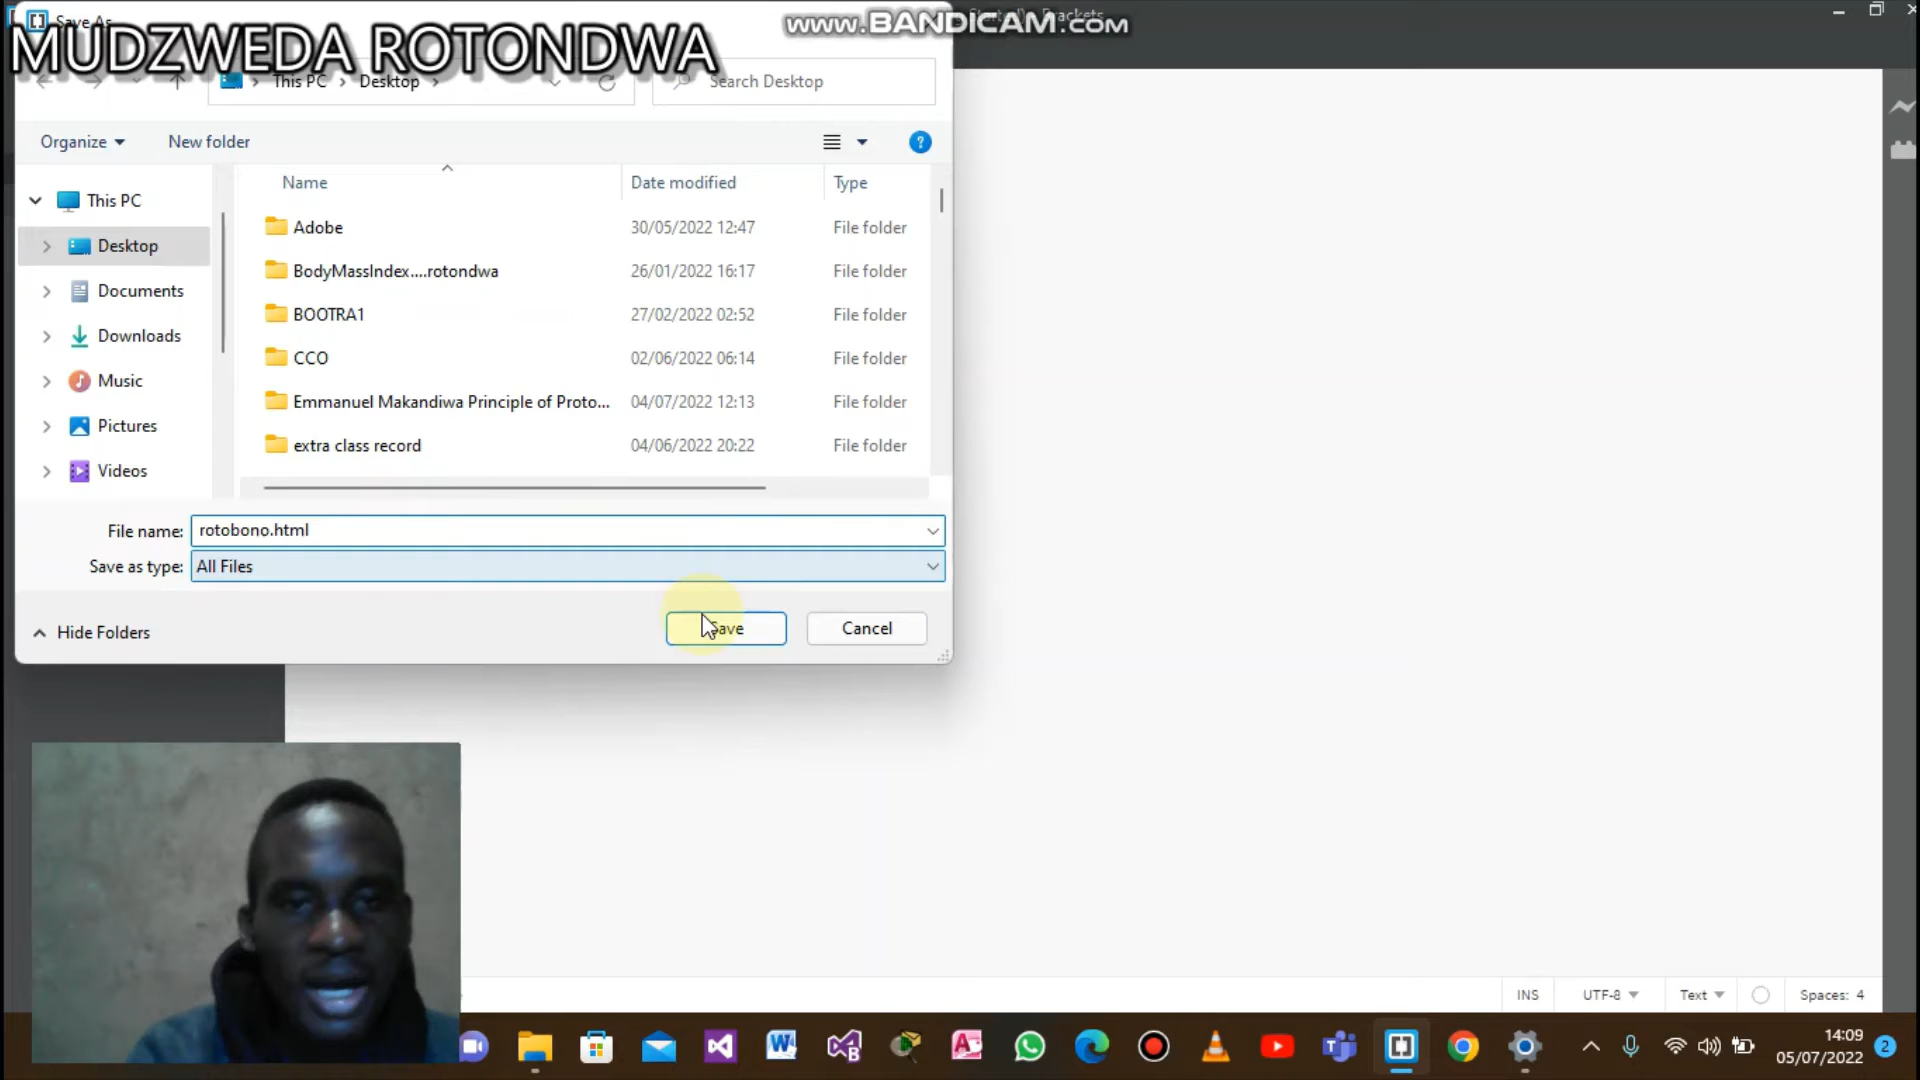 Save As
www.BANDICAM.com
Brackets
MUDZWEDA ROTONDWA
This PC > Desktop >
Search Desktop
Organize
New folder
Name
Date modified
Type
This PC
Desktop
Documents
Downloads
Music
Pictures
Videos
Adobe 30/05/2022 12:47 File folder
BodyMassIndex....rotondwa 26/01/2022 16:17 File folder
BOOTRA1 27/02/2022 02:52 File folder
CCO 02/06/2022 06:14 File folder
Emmanuel Makandiwa Principle of Proto... 04/07/2022 12:13 File folder
extra class record 04/06/2022 20:22 File folder
File name: rotobono.html
Save as type: All Files
Hide Folders
Save
Cancel
INS
UTF-8
Text
Spaces: 4
14:09
05/07/2022
2